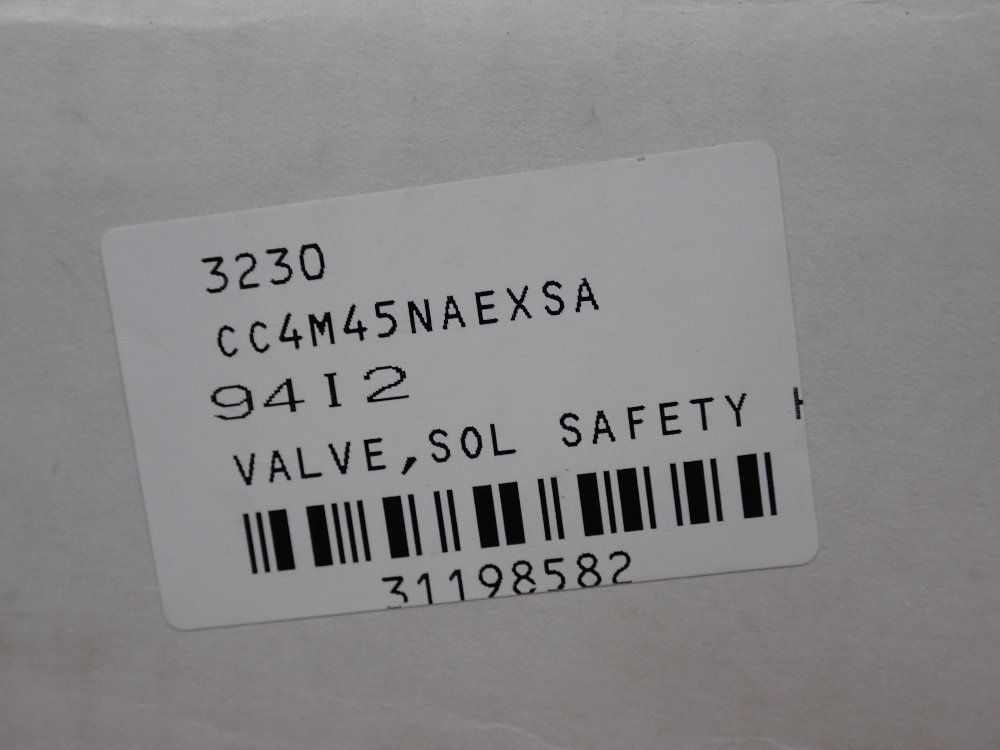 3230
CC4M45NAEXSA
94I2
VALVE,SOL SAFETY
31198582